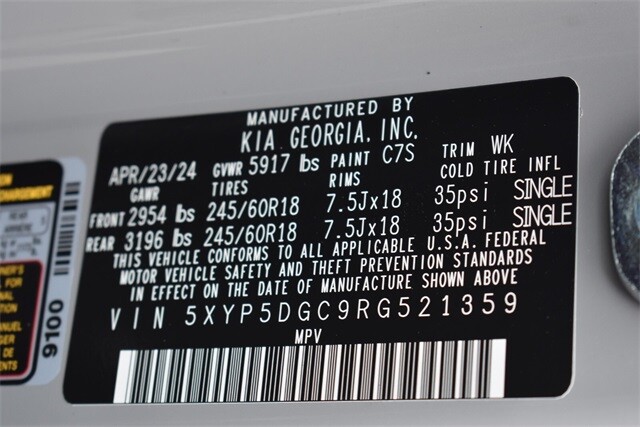 MANUFACTURED BY
KIA GEORGIA, INC.
APR/23/24 GVWR 5917 lbs PAINT C7S TRIM WK
GAWR TIRES RIMS COLD TIRE INFL
FRONT 2954 lbs 245/60R18 7.5Jx18 35psi SINGLE
REAR 3196 lbs 245/60R18 7.5Jx18 35psi SINGLE
THIS VEHICLE CONFORMS TO ALL APPLICABLE U.S.A. FEDERAL
MOTOR VEHICLE SAFETY AND THEFT PREVENTION STANDARDS
IN EFFECT ON THE DATE OF MANUFACTURE SHOWN ABOVE
VIN 5XYP5DGC9RG521359
MPV
9100